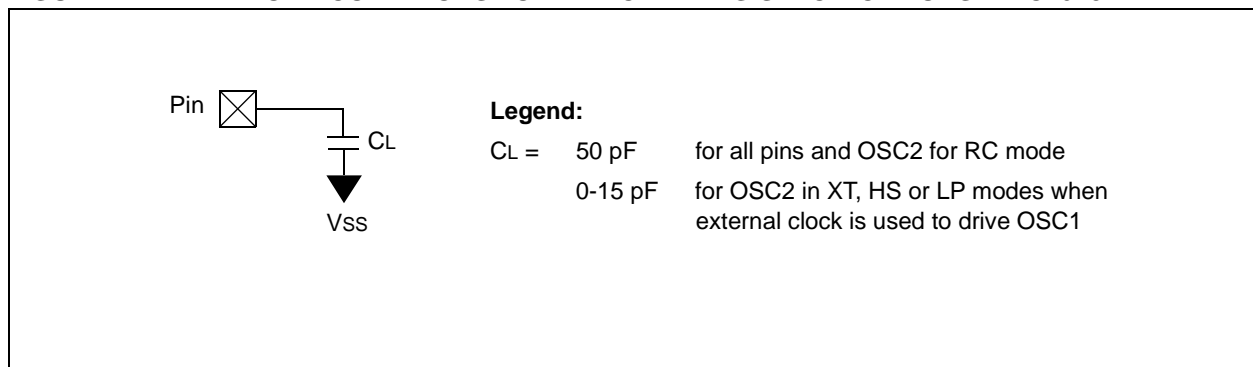 Pin
CL
VSS
Legend:
CL = 50 pF for all pins and OSC2 for RC mode
0-15 pF for OSC2 in XT, HS or LP modes when
external clock is used to drive OSC1